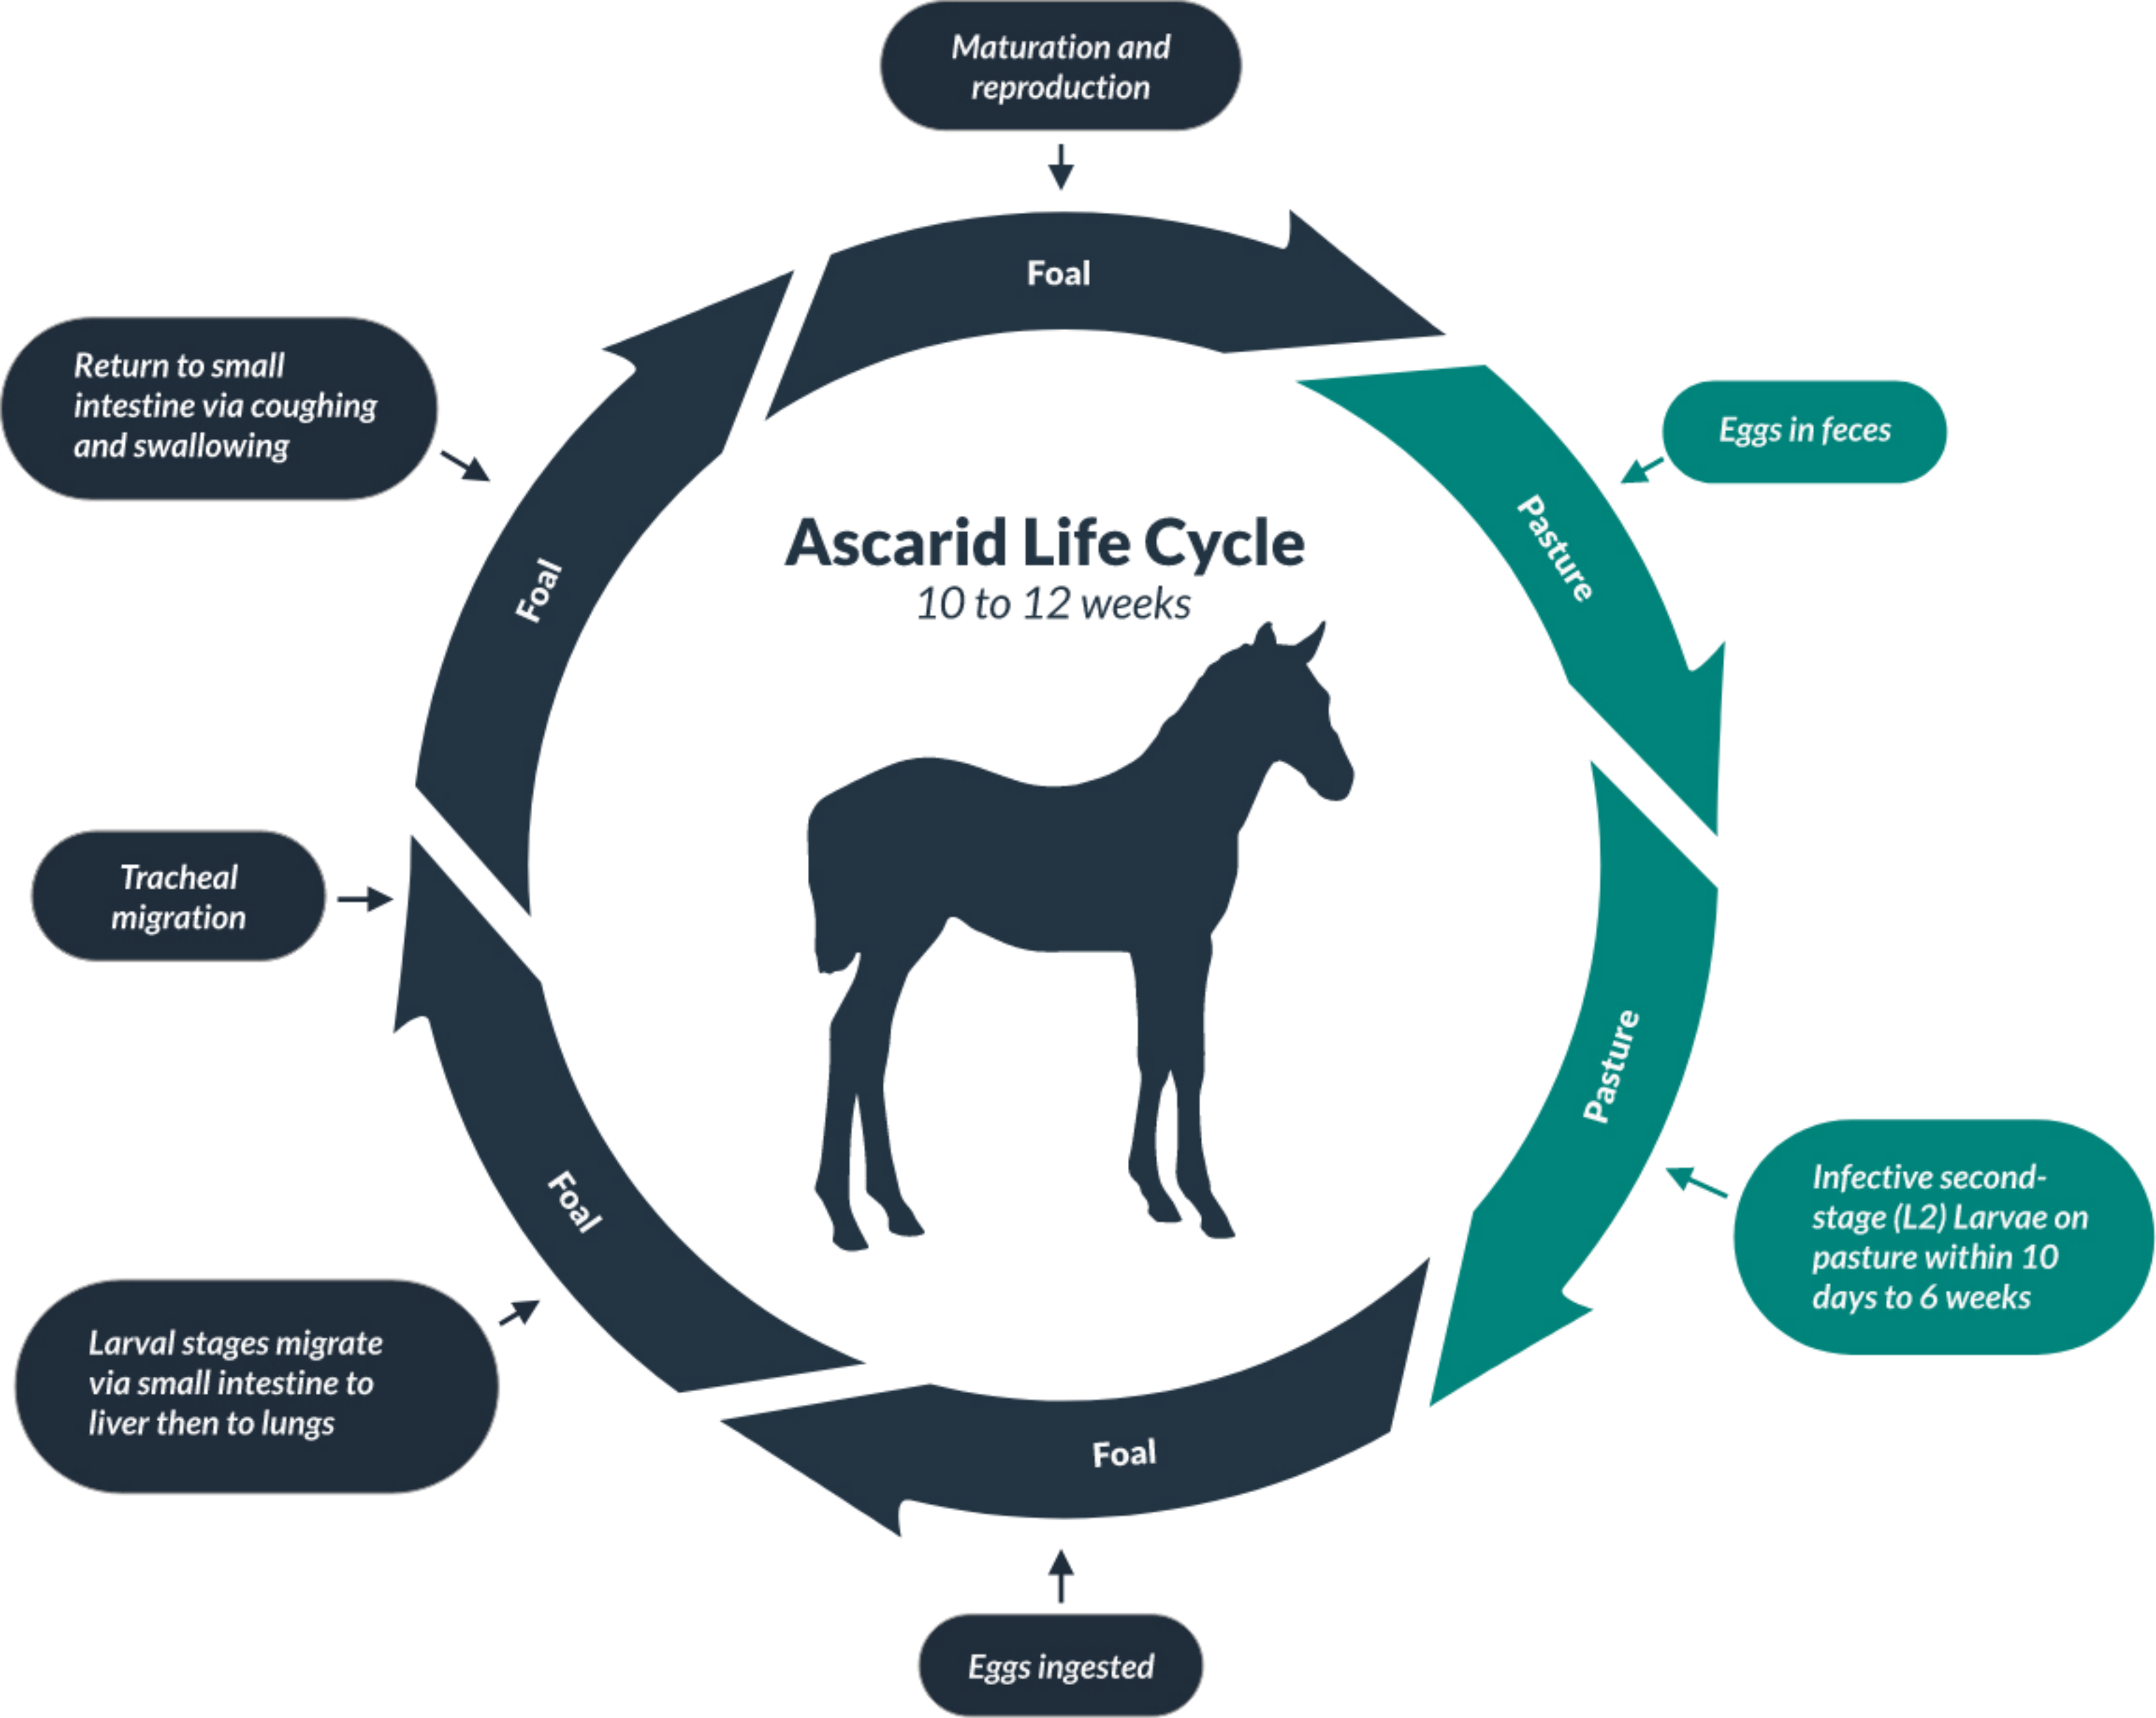 Maturation and
reproduction
Foal
Return to small
intestine via coughing
and swallowing
Eggs in feces
Pasture
Ascarid Life Cycle
10 to 12 weeks
Foal
Tracheal
migration
Pasture
Infective second-
stage (L2) Larvae on
pasture within 10
days to 6 weeks
Foal
Larval stages migrate
via small intestine to
liver then to lungs
Foal
Eggs ingested